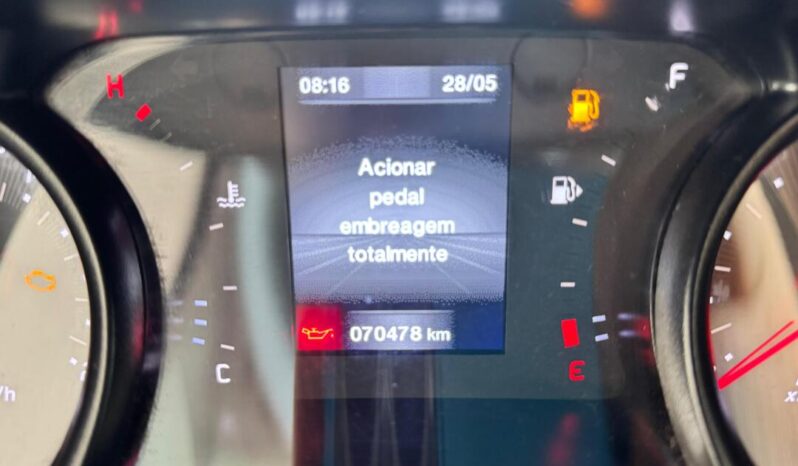 08:16 28/05
H F
Acionar
pedal
embreagem
totalmente
070478 km
C E
/h